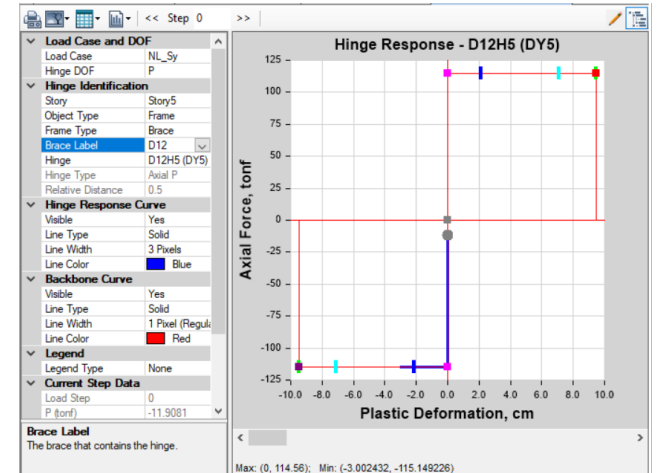 << Step 0 >>
Load Case and DOF
Load Case NL_Sy
Hinge DOF P
Hinge Identification
Story Story5
Object Type Frame
Frame Type Brace
Brace Label D12
Hinge D12H5 (DY5)
Hinge Type Axial P
Relative Distance 0.5
Hinge Response Curve
Visible Yes
Line Type Solid
Line Width 3 Pixels
Line Color Blue
Backbone Curve
Visible Yes
Line Type Solid
Line Width 1 Pixel (Regula
Line Color Red
Legend
Legend Type None
Current Step Data
Load Step 0
P (tonf) -11.9081
Brace Label
The brace that contains the hinge.
Hinge Response - D12H5 (DY5)
Axial Force, tonf
125
100
75
50
25
0
-25
-50
-75
-100
-125
-10.0 -8.0 -6.0 -4.0 -2.0 0.0 2.0 4.0 6.0 8.0 10.0
Plastic Deformation, cm
Max: (0, 114.56); Min: (-3.002432, -115.149226)